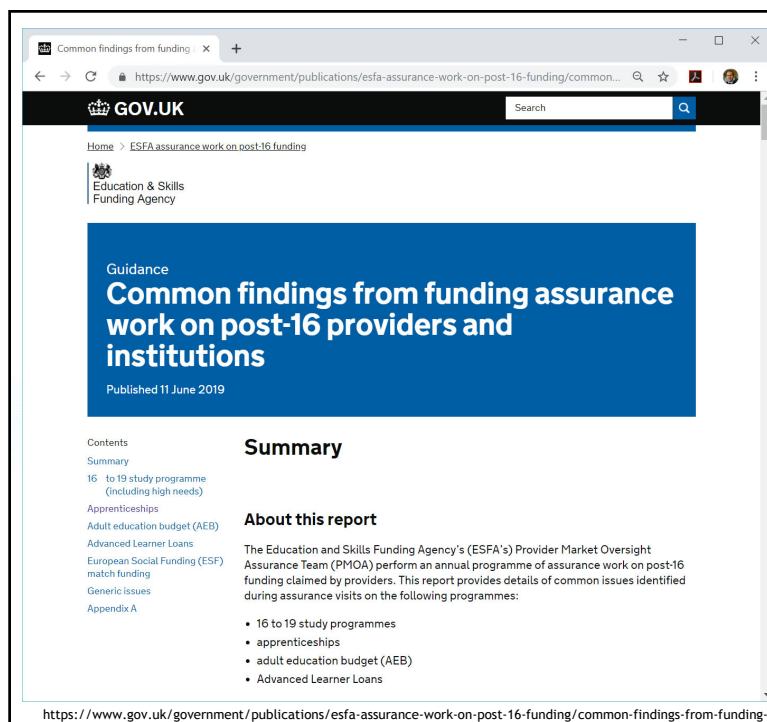 Common findings from funding
https://www.gov.uk/government/publications/esfa-assurance-work-on-post-16-funding/common...
GOV.UK
Search
Home > ESFA assurance work on post-16 funding
Education & Skills
Funding Agency
Guidance
Common findings from funding assurance
work on post-16 providers and
institutions
Published 11 June 2019
Contents
Summary
16 to 19 study programme
(including high needs)
Apprenticeships
Adult education budget (AEB)
Advanced Learner Loans
European Social Funding (ESF)
match funding
Generic issues
Appendix A
Summary
About this report
The Education and Skills Funding Agency's (ESFA's) Provider Market Oversight
Assurance Team (PMOA) perform an annual programme of assurance work on post-16
funding claimed by providers. This report provides details of common issues identified
during assurance visits on the following programmes:
• 16 to 19 study programmes
• apprenticeships
• adult education budget (AEB)
• Advanced Learner Loans
https://www.gov.uk/government/publications/esfa-assurance-work-on-post-16-funding/common-findings-from-funding-